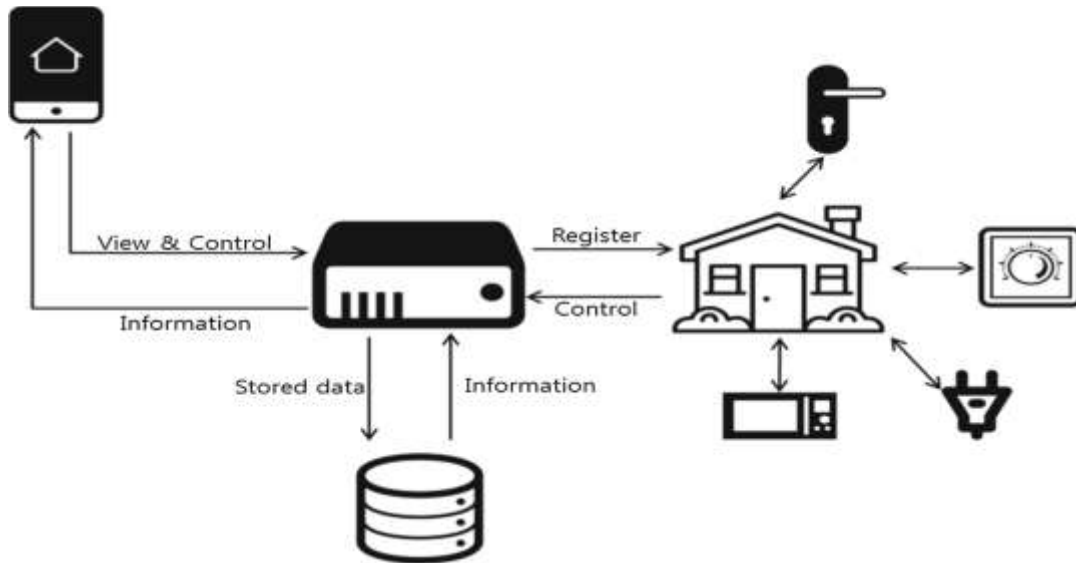 View & Control
Register
Information
Control
Stored data
Information